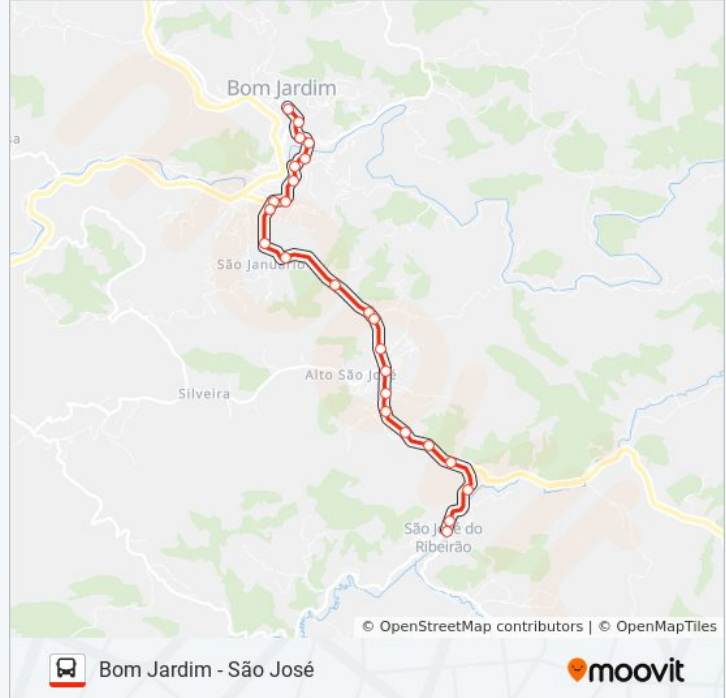 Bom Jardim
a
São Januário
Alto São José
Silveira
São José do
Ribeirão
© OpenStreetMap contributors | © OpenMapTiles
Bom Jardim - São José
moovit